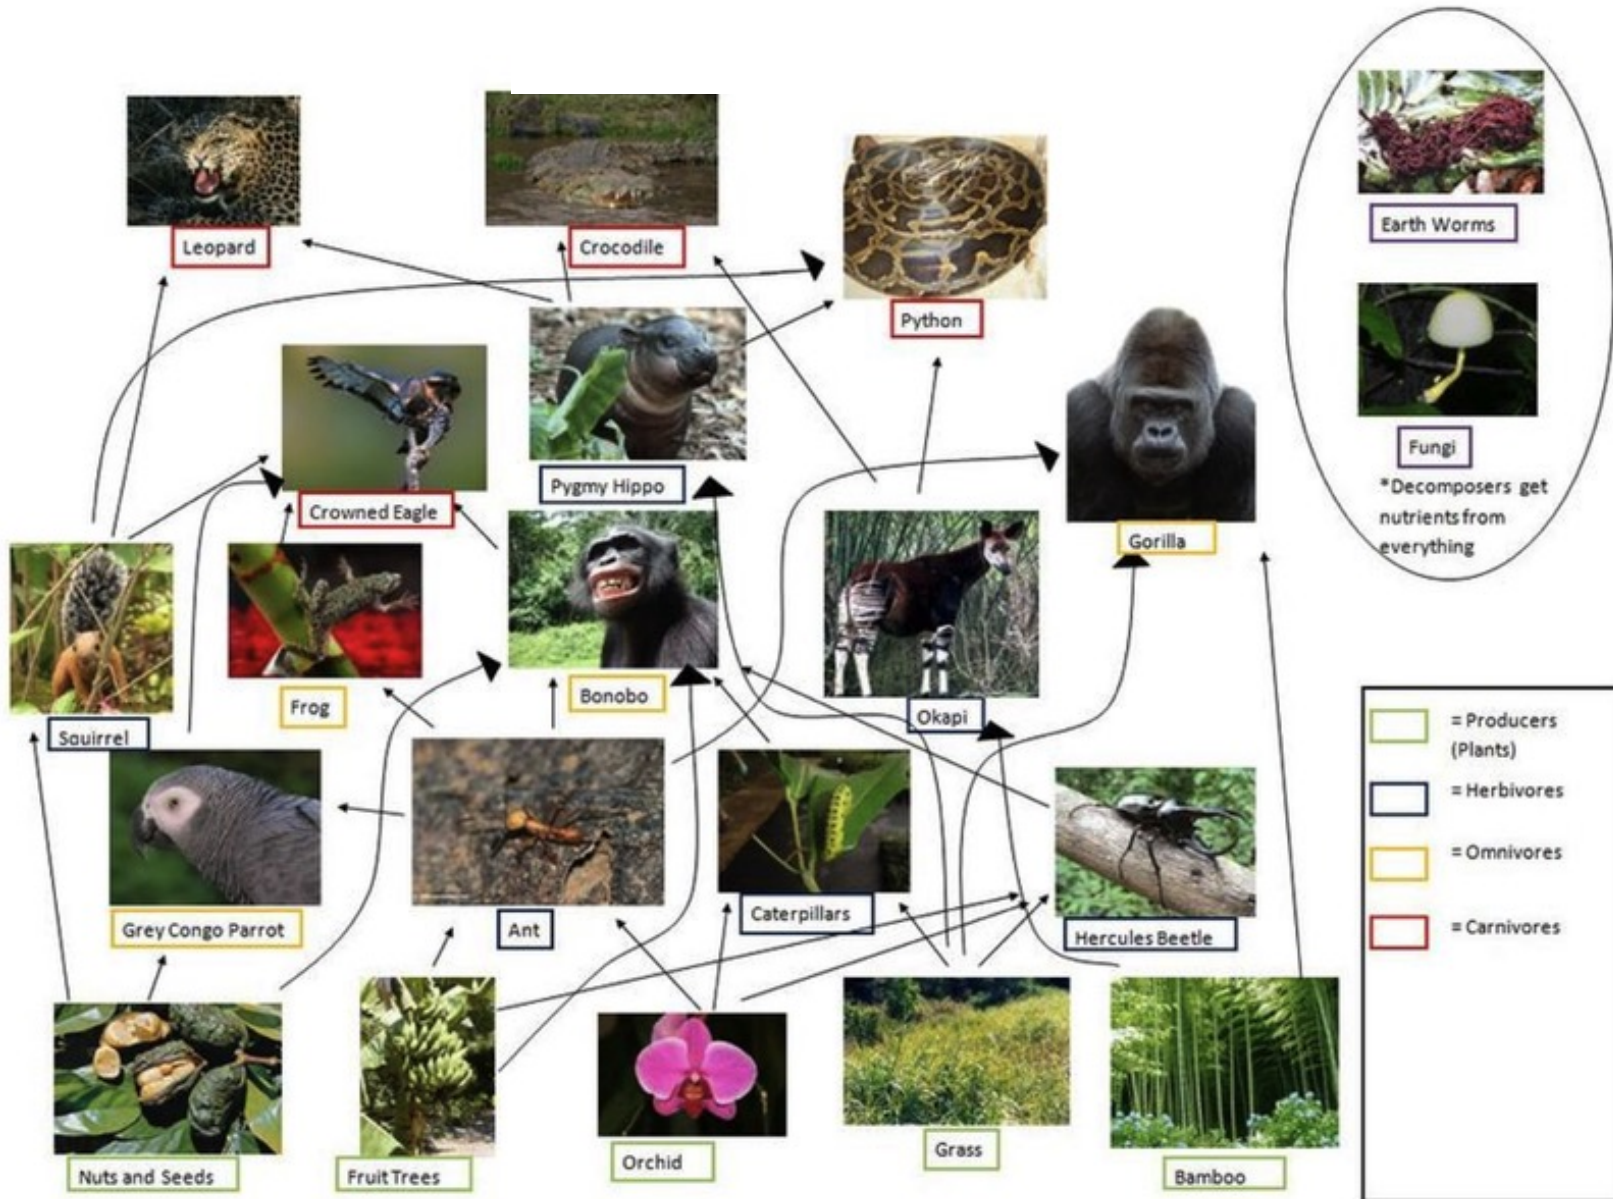 Leopard
Crocodile
Python
Earth Worms
Fungi
*Decomposers get
nutrients from
everything
Crowned Eagle
Pygmy Hippo
Gorilla
Squirrel
Frog
Bonobo
Okapi
Grey Congo Parrot
Ant
Caterpillars
Hercules Beetle
Nuts and Seeds
Fruit Trees
Orchid
Grass
Bamboo
= Producers
(Plants)
= Herbivores
= Omnivores
= Carnivores